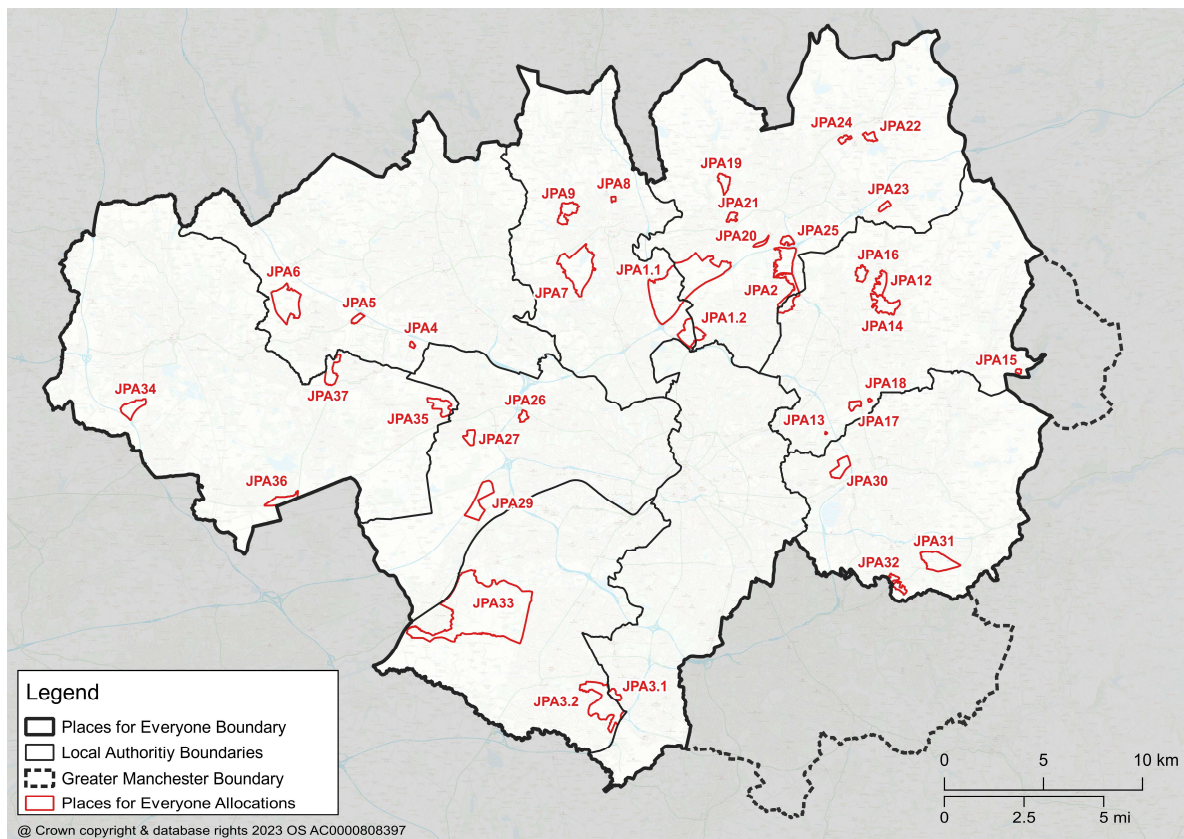 JPA24
JPA22
JPA19
JPA9
JPA8
JPA23
JPA21
JPA20
JPA25
JPA6
JPA7
JPA1.1
JPA2
JPA16
JPA12
JPA14
JPA5
JPA4
JPA1.2
JPA15
JPA34
JPA37
JPA35
JPA26
JPA18
JPA17
JPA13
JPA27
JPA36
JPA29
JPA30
JPA31
JPA32
JPA33
JPA3.2
JPA3.1
Legend
Places for Everyone Boundary
Local Authoritiy Boundaries
Greater Manchester Boundary
Places for Everyone Allocations
0 5 10 km
0 2.5 5 mi
@ Crown copyright & database rights 2023 OS AC0000808397